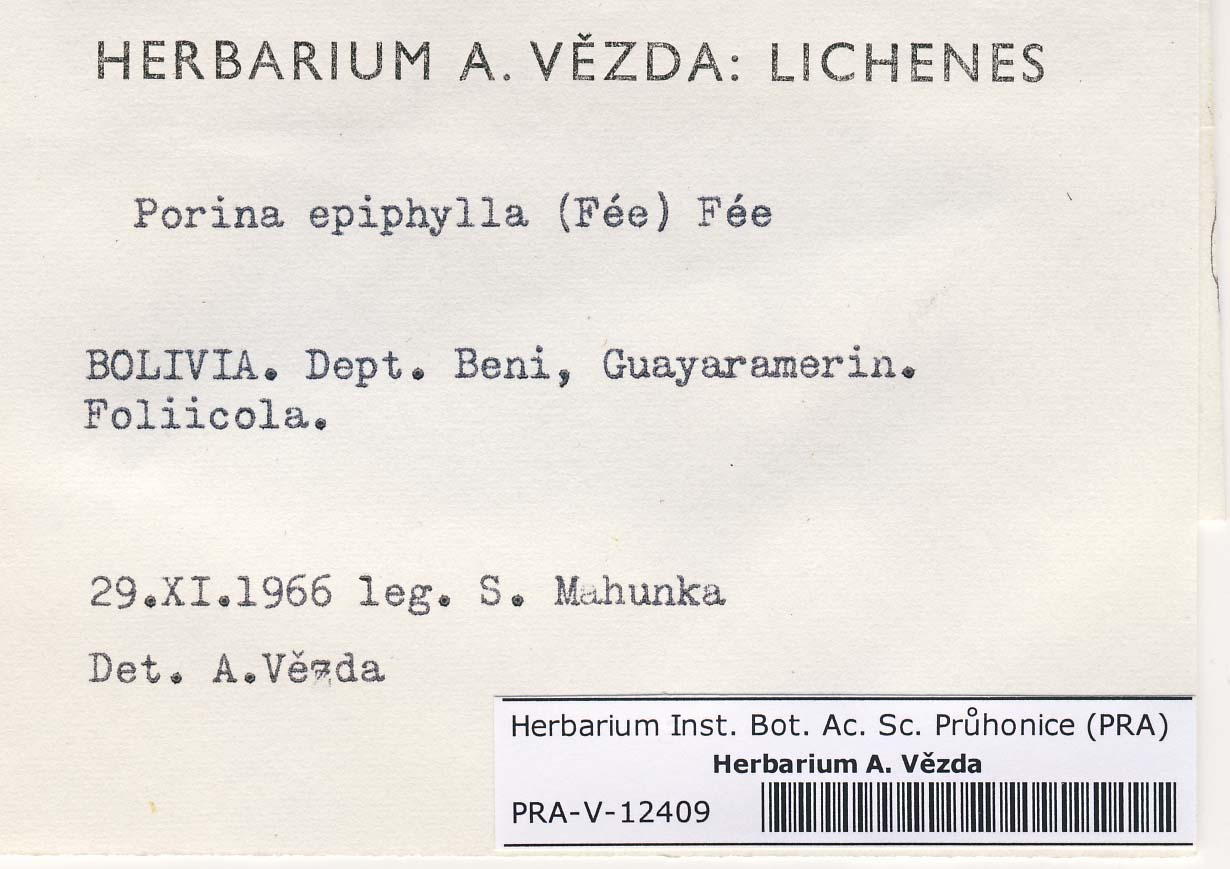 HERBARIUM A. VĚZDA: LICHENES
Porina epiphylla (Fée) Fée
BOLIVIA. Dept. Beni, Guayaramerin.
Foliicola.
29.XI.1966 leg. S. Mahunka
Det. A.Vězda
Herbarium Inst. Bot. Ac. Sc. Průhonice (PRA)
Herbarium A. Vězda
PRA-V-12409